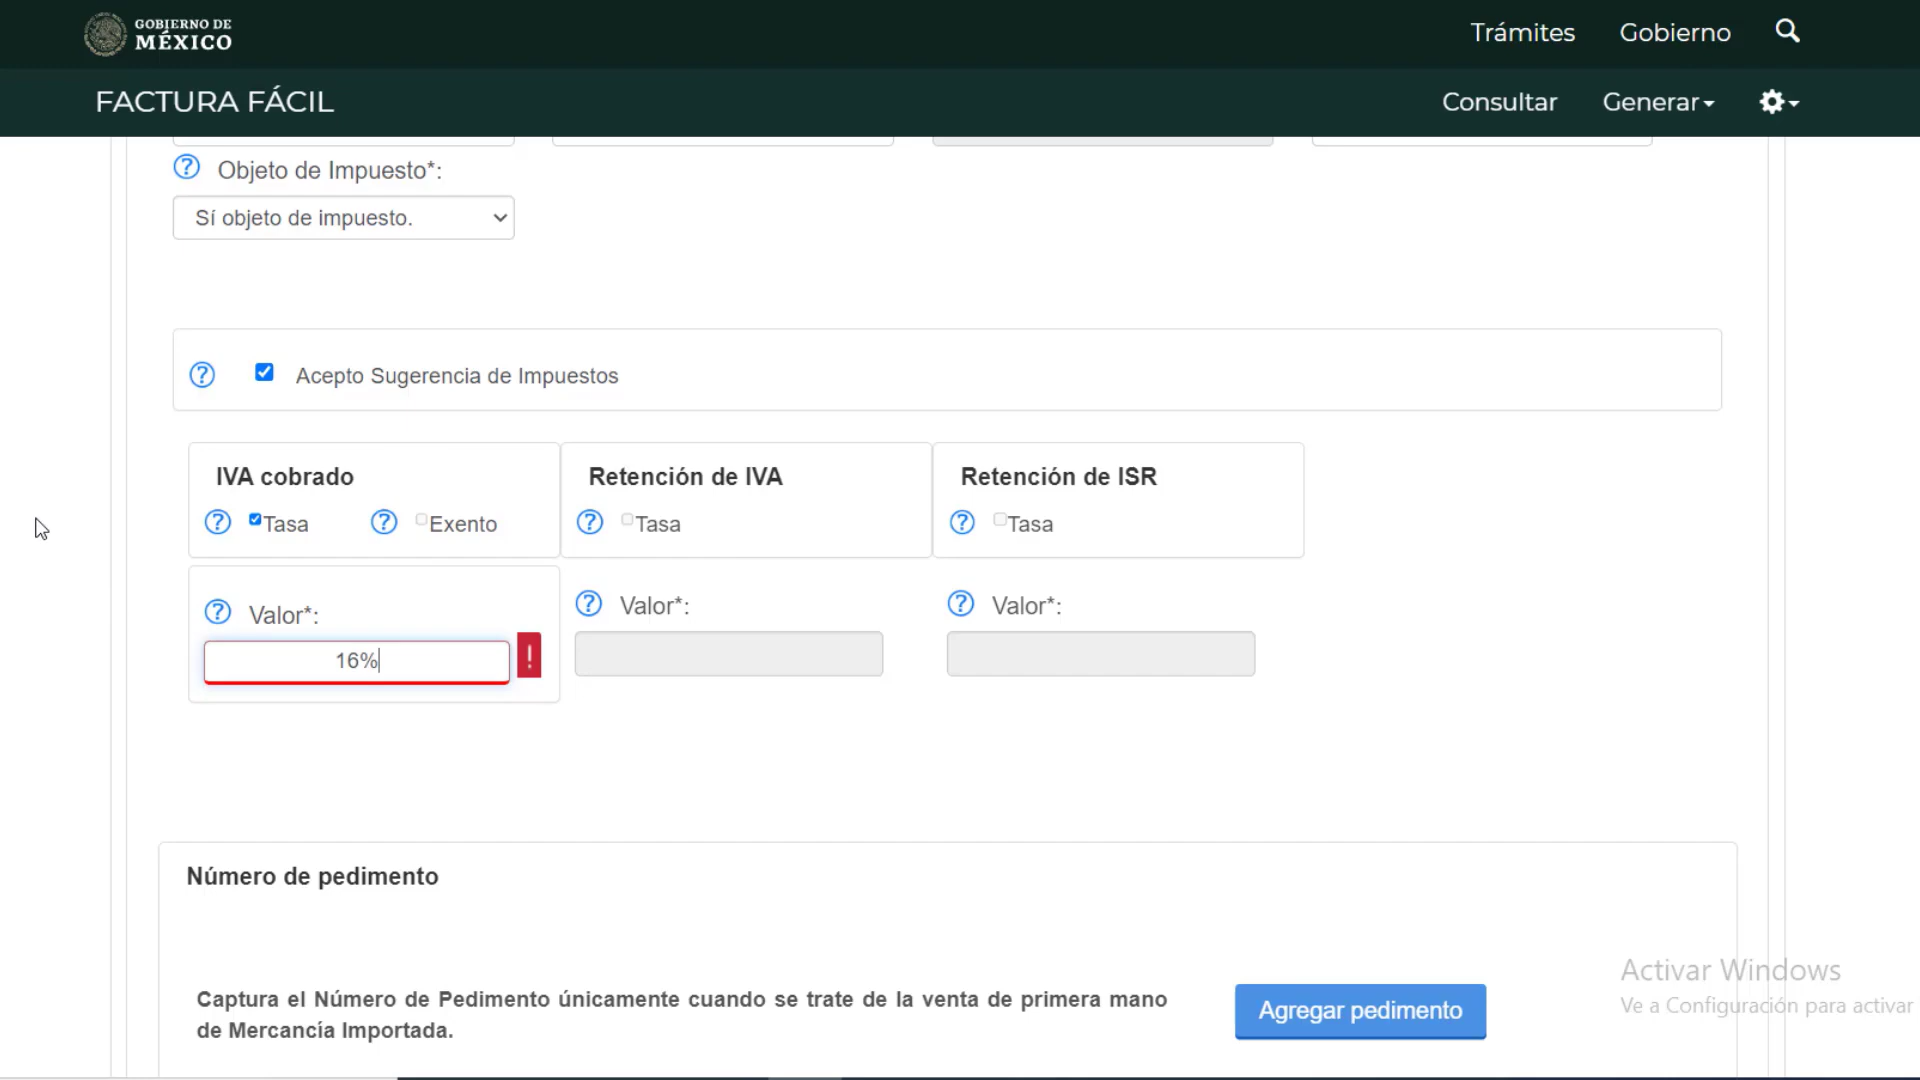 GOBIERNO DE
MÉXICO
Trámites
Gobierno
FACTURA FÁCIL
Consultar
Generar
Objeto de Impuesto*:
Sí objeto de impuesto.
Acepto Sugerencia de Impuestos
IVA cobrado
Retención de IVA
Retención de ISR
Tasa
Exento
Tasa
Tasa
Valor*:
Valor*:
Valor*:
16%
!
Número de pedimento
Captura el Número de Pedimento únicamente cuando se trate de la venta de primera mano
de Mercancía Importada.
Agregar pedimento
Activar Windows
Ve a Configuración para activar